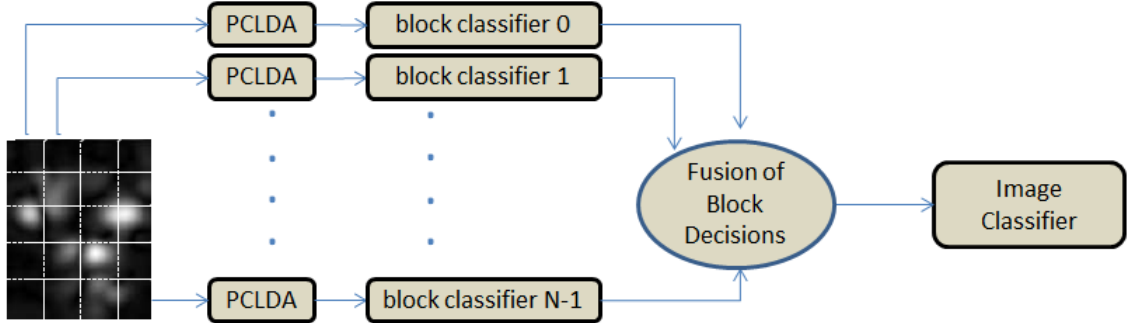 PCLDA
block classifier 0
PCLDA
block classifier 1
Fusion of
Block
Decisions
Image
Classifier
PCLDA
block classifier N-1